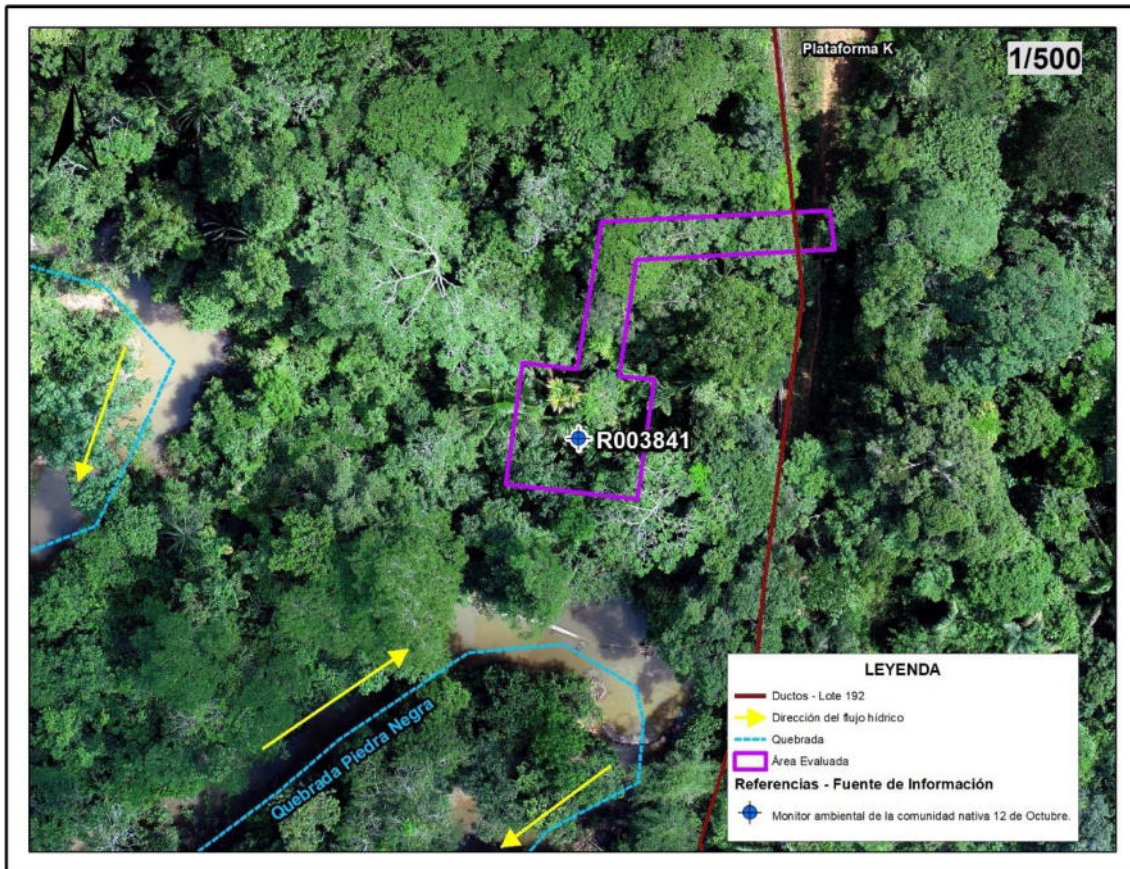 N
Plataforma K
1/500
R003841
Quebrada Piedra Negra
LEYENDA
Ductos - Lote 192
Dirección del flujo hídrico
Quebrada
Área Evaluada
Referencias - Fuente de Información
Monitor ambiental de la comunidad nativa 12 de Octubre.